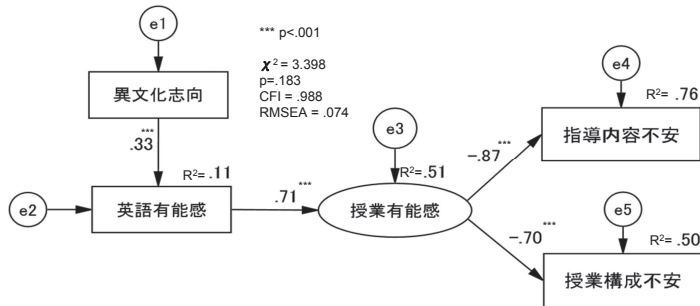 e1
*** p<.001
χ² = 3.398
p=.183
CFI = .988
RMSEA = .074
異文化志向
e4
R²= .76
指導内容不安
.33***
e3
-.87***
R²= .11
R²=.51
e2
英語有能感
.71***
授業有能感
-.70***
e5
R²= .50
授業構成不安